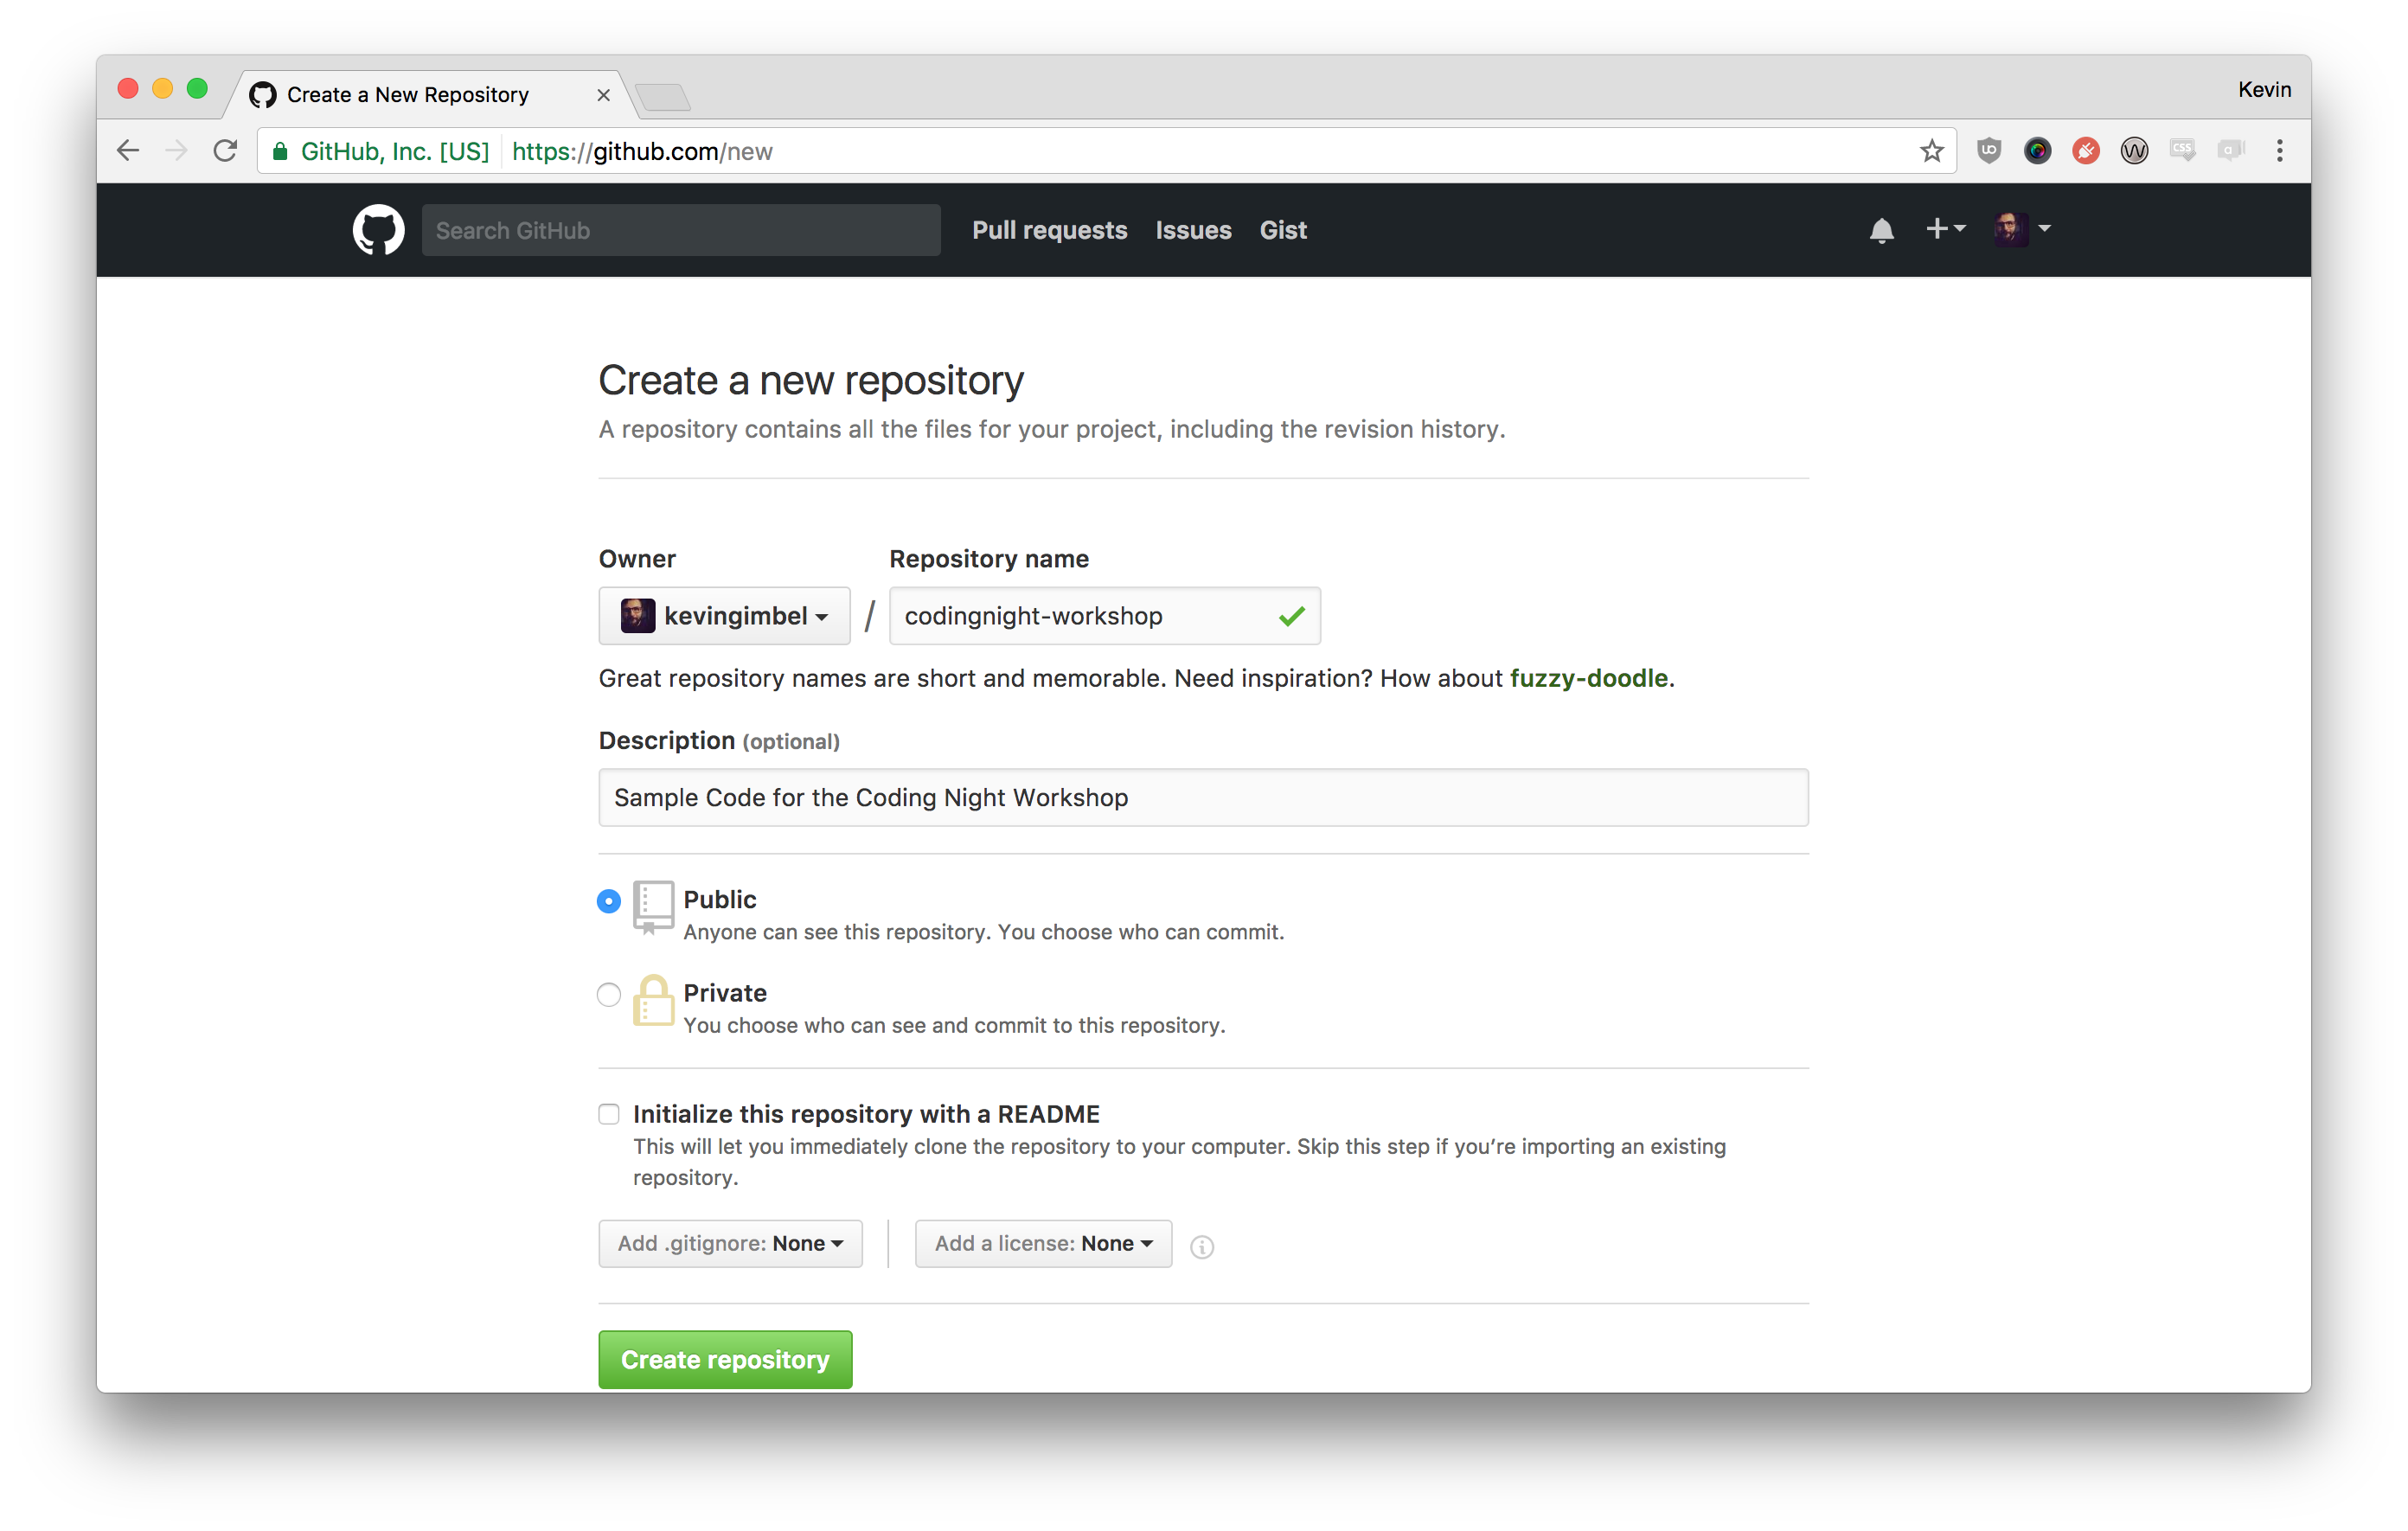 Create a New Repository
Kevin
GitHub, Inc. [US] https://github.com/new
Search GitHub
Pull requests
Issues
Gist
Create a new repository
A repository contains all the files for your project, including the revision history.
Owner
Repository name
kevingimbel / codingnight-workshop
Great repository names are short and memorable. Need inspiration? How about fuzzy-doodle.
Description (optional)
Sample Code for the Coding Night Workshop
Public
Anyone can see this repository. You choose who can commit.
Private
You choose who can see and commit to this repository.
Initialize this repository with a README
This will let you immediately clone the repository to your computer. Skip this step if you’re importing an existing
repository.
Add .gitignore: None
Add a license: None
Create repository